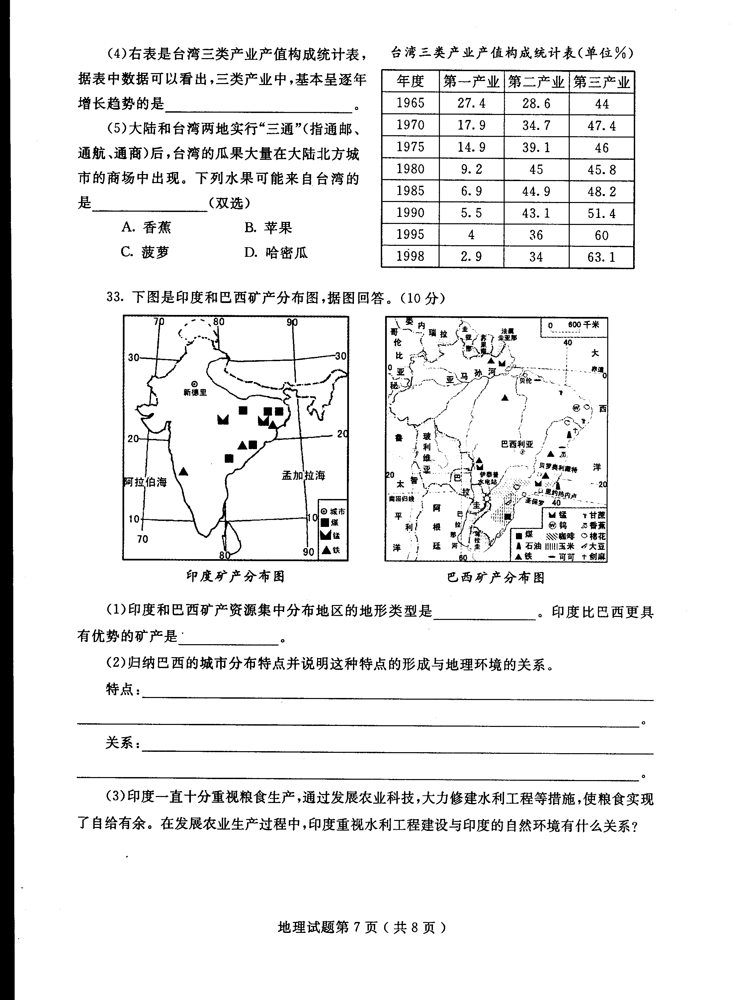 (4)右表是台湾三类产业产值构成统计表，
据表中数据可以看出，三类产业中，基本呈逐年
增长趋势的是　　　　　　。
(5)大陆和台湾两地实行“三通”(指通邮、
通航、通商)后，台湾的瓜果大量在大陆北方城
市的商场中出现。下列水果可能来自台湾的
是　　　　　　(双选)
A. 香蕉　B. 苹果
C. 菠萝　D. 哈密瓜
台湾三类产业产值构成统计表(单位%)
年度　第一产业　第二产业　第三产业
1965　27.4　28.6　44
1970　17.9　34.7　47.4
1975　14.9　39.1　46
1980　9.2　45　45.8
1985　6.9　44.9　48.2
1990　5.5　43.1　51.4
1995　4　36　60
1998　2.9　34　63.1
33. 下图是印度和巴西矿产分布图，据图回答。(10分)
70　80　90
30　30
新德里
20　20
阿拉伯海　孟加拉海
10　10
70　80　90
城市
煤
锰
铁
印度矿产分布图
0　600千米
委内瑞拉
哥伦比亚
圭亚那
苏里南
法属
圭亚那
40
大西洋
赤道
0　0
亚马孙河
贝伦
秘鲁
玻利维亚
巴西利亚
贝罗奥利藏特
伊泰普
水电站
20　20
太平洋
智利
巴拉圭
里约热内卢
圣保罗
40
南回归线
阿根廷
巴拉那河
乌拉圭
60
锰　甘蔗
钨　香蕉
煤　咖啡　棉花
石油　玉米　大豆
铁　可可　剑麻
巴西矿产分布图
(1)印度和巴西矿产资源集中分布地区的地形类型是　　　　　　。印度比巴西更具
有优势的矿产是　　　　　　。
(2)归纳巴西的城市分布特点并说明这种特点的形成与地理环境的关系。
特点：
。
关系：
。
(3)印度一直十分重视粮食生产，通过发展农业科技，大力修建水利工程等措施，使粮食实现
了自给有余。在发展农业生产过程中，印度重视水利工程建设与印度的自然环境有什么关系？
地理试题第7页(共8页)